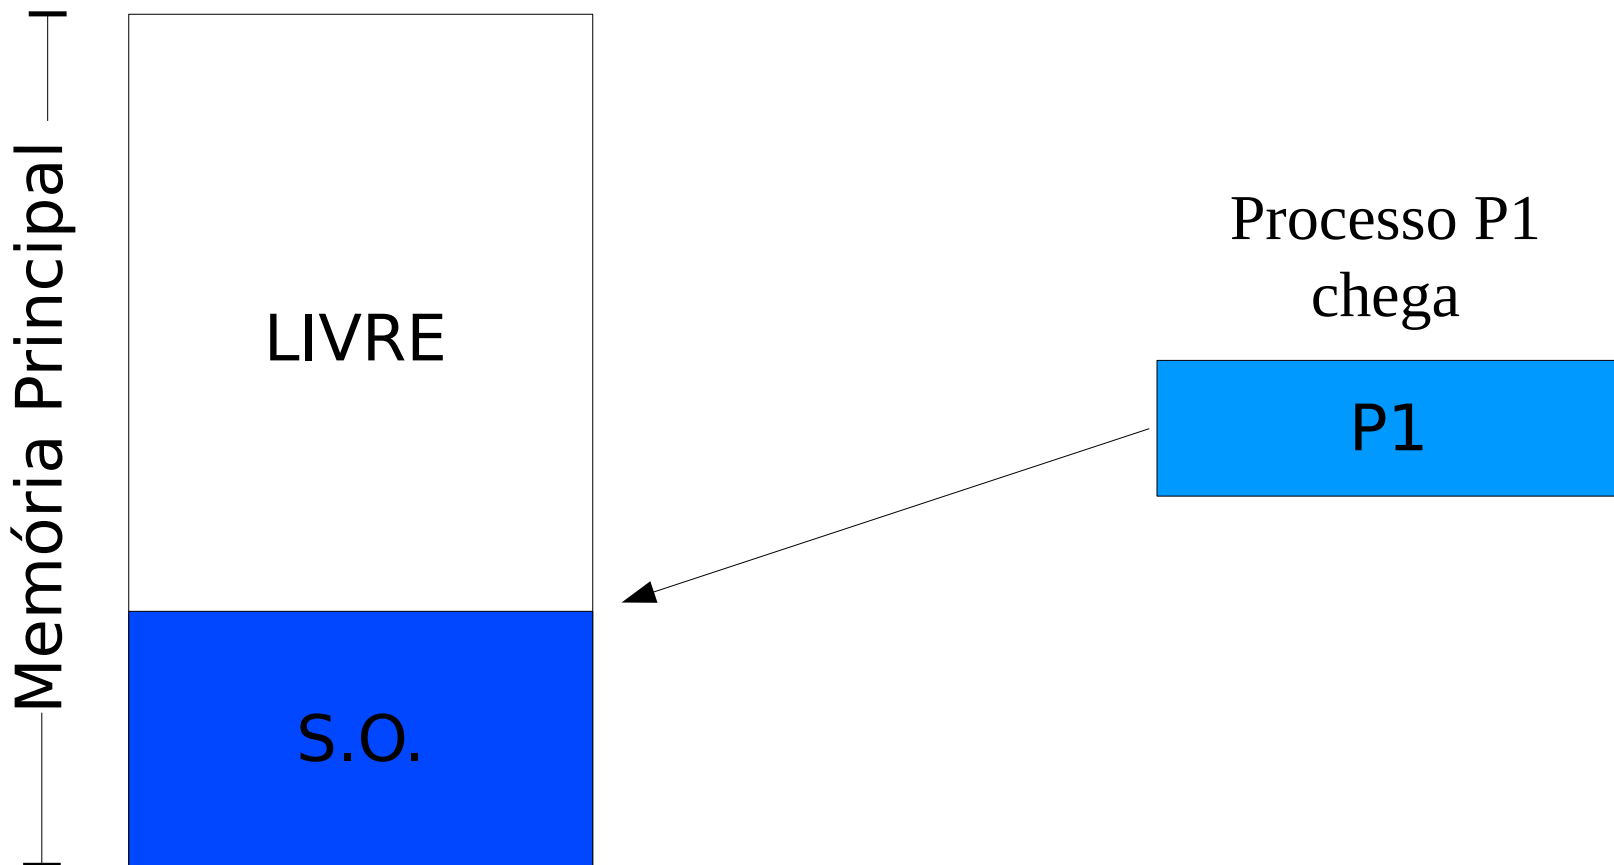 Memória Principal
LIVRE
S.O.
Processo P1
chega
P1